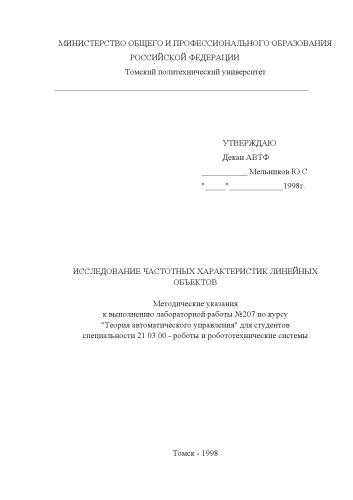 МИНИСТЕРСТВО ОБЩЕГО И ПРОФЕССИОНАЛЬНОГО ОБРАЗОВАНИЯ
РОССИЙСКОЙ ФЕДЕРАЦИИ
Томский политехнический университет
УТВЕРЖДАЮ
Декан АВТФ
___________ Мельников Ю.С.
"_____"_____________1998г.
ИССЛЕДОВАНИЕ ЧАСТОТНЫХ ХАРАКТЕРИСТИК ЛИНЕЙНЫХ
ОБЪЕКТОВ
Методические указания
к выполнению лабораторной работы №207 по курсу
"Теория автоматического управления" для студентов
специальности 21.03.00 - роботы и робототехнические системы
Томск - 1998